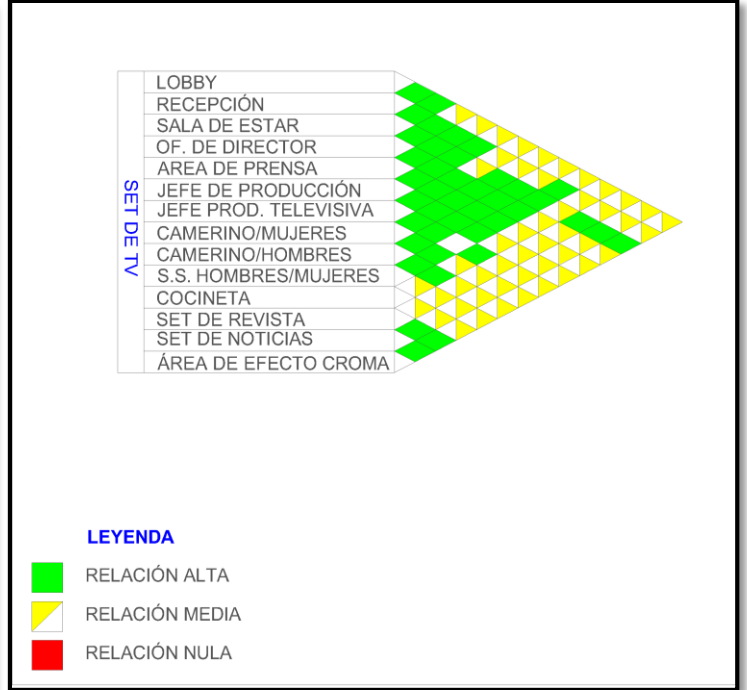 SET DE TV
LOBBY
RECEPCIÓN
SALA DE ESTAR
OF. DE DIRECTOR
AREA DE PRENSA
JEFE DE PRODUCCIÓN
JEFE PROD. TELEVISIVA
CAMERINO/MUJERES
CAMERINO/HOMBRES
S.S. HOMBRES/MUJERES
COCINETA
SET DE REVISTA
SET DE NOTICIAS
ÁREA DE EFECTO CROMA
LEYENDA
RELACIÓN ALTA
RELACIÓN MEDIA
RELACIÓN NULA